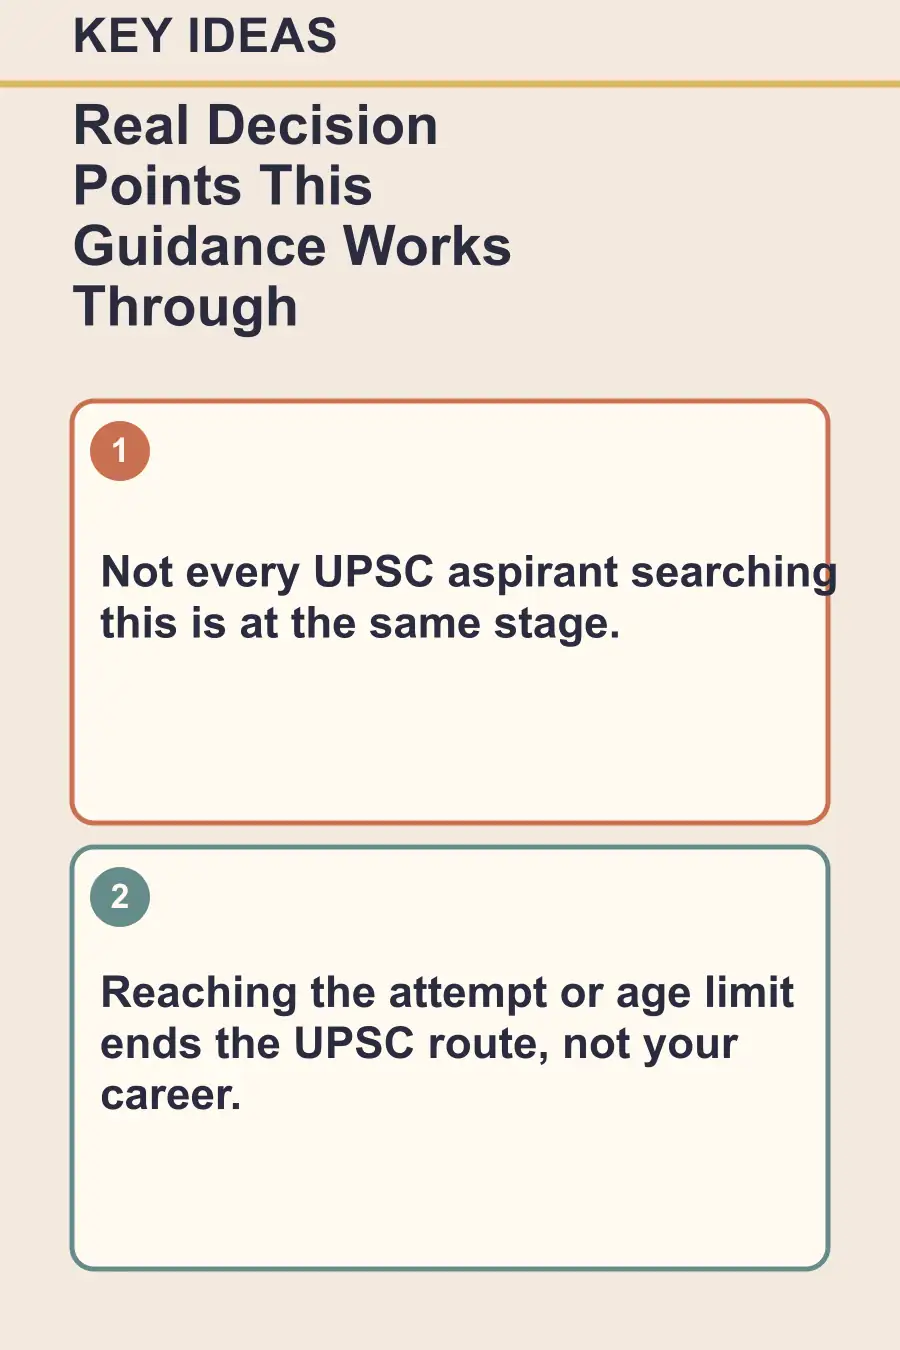 KEY IDEAS
Real Decision
Points This
Guidance Works
Through
1
Not every UPSC aspirant searching
this is at the same stage.
2
Reaching the attempt or age limit
ends the UPSC route, not your
career.